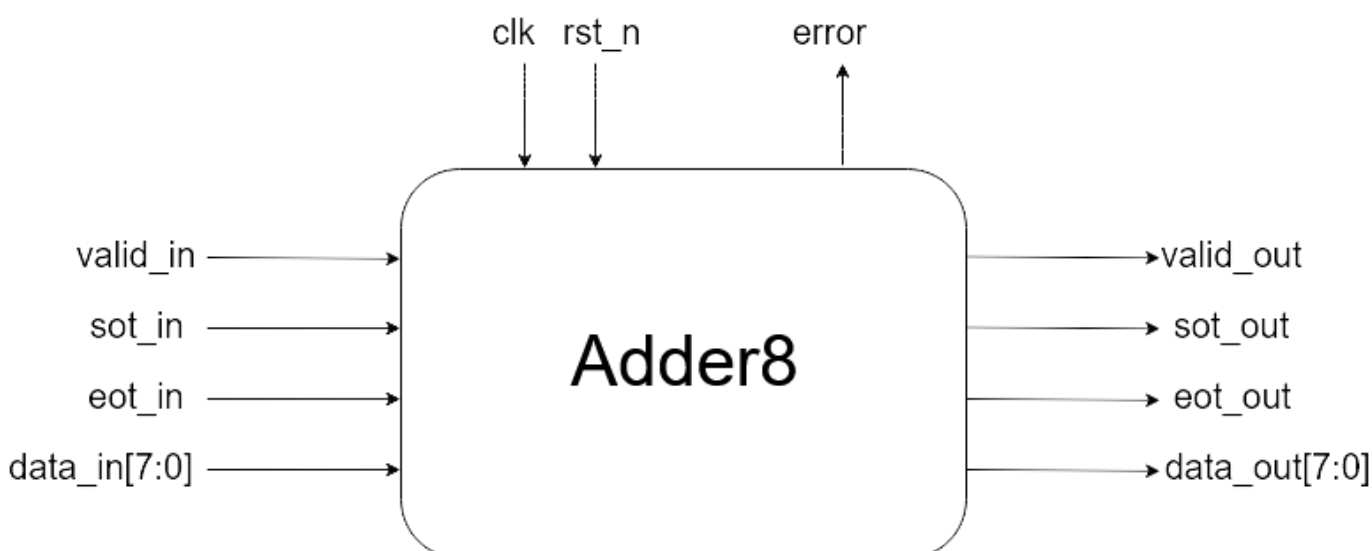 clk rst_n error
valid_in valid_out
sot_in sot_out
Adder8
eot_in eot_out
data_in[7:0] data_out[7:0]